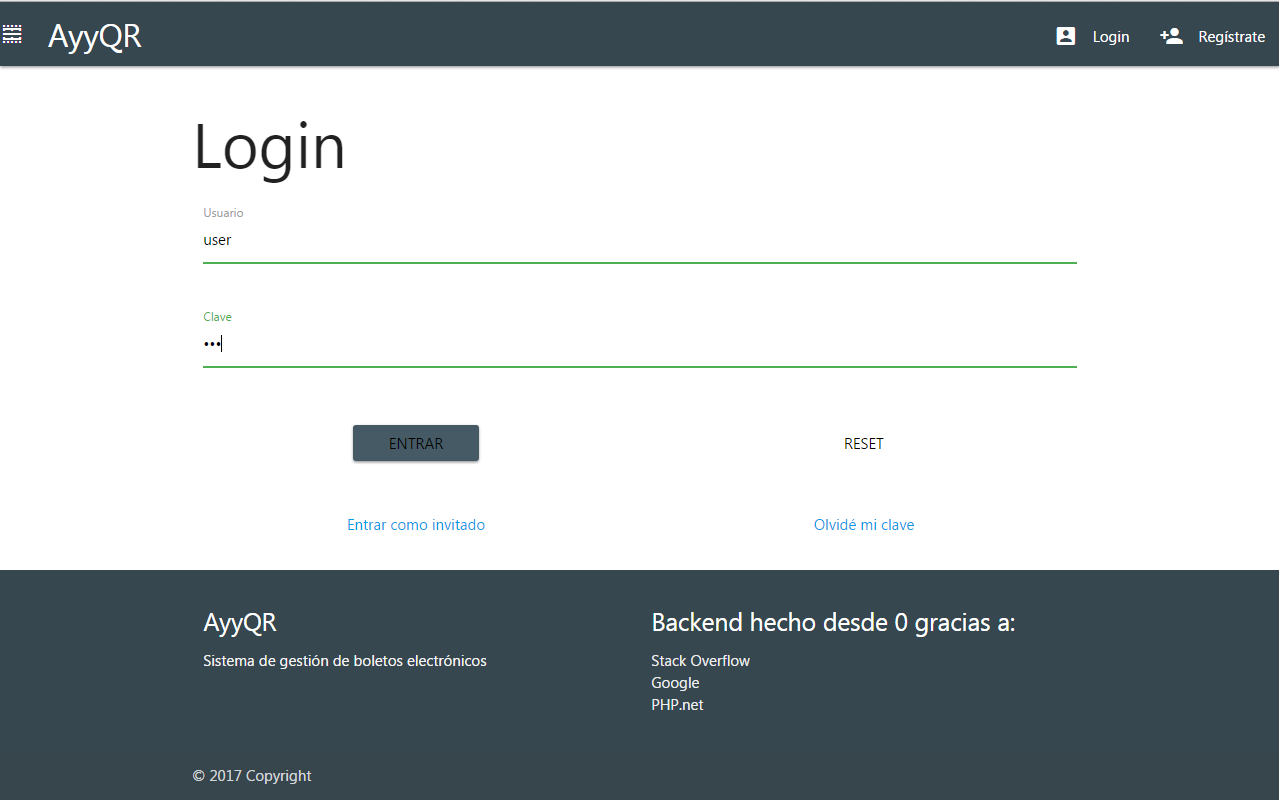 AyyQR
Login
Regístrate
Login
Usuario
user
Clave
•••
ENTRAR
RESET
Entrar como invitado
Olvidé mi clave
AyyQR
Sistema de gestión de boletos electrónicos
Backend hecho desde 0 gracias a:
Stack Overflow
Google
PHP.net
© 2017 Copyright